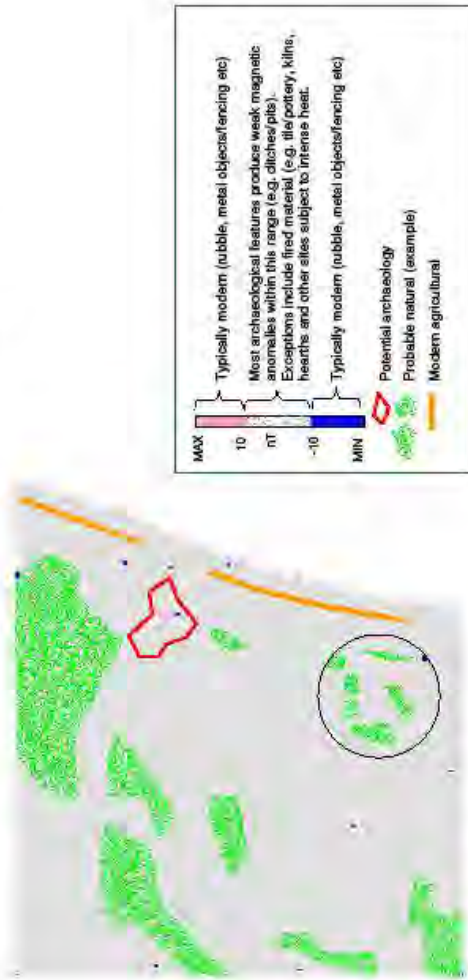 MAX
10
nT
-10
MIN
Typically modern (rubble, metal objects/fencing etc)
Most archaeological features produce weak magnetic
anomalies within this range (e.g. ditches/pits).
Exceptions include fired material (e.g. tile/pottery, kilns,
hearths and other sites subject to intense heat.
Typically modern (rubble, metal objects/fencing etc)
Potential archaeology
Probable natural (example)
Modern agricultural